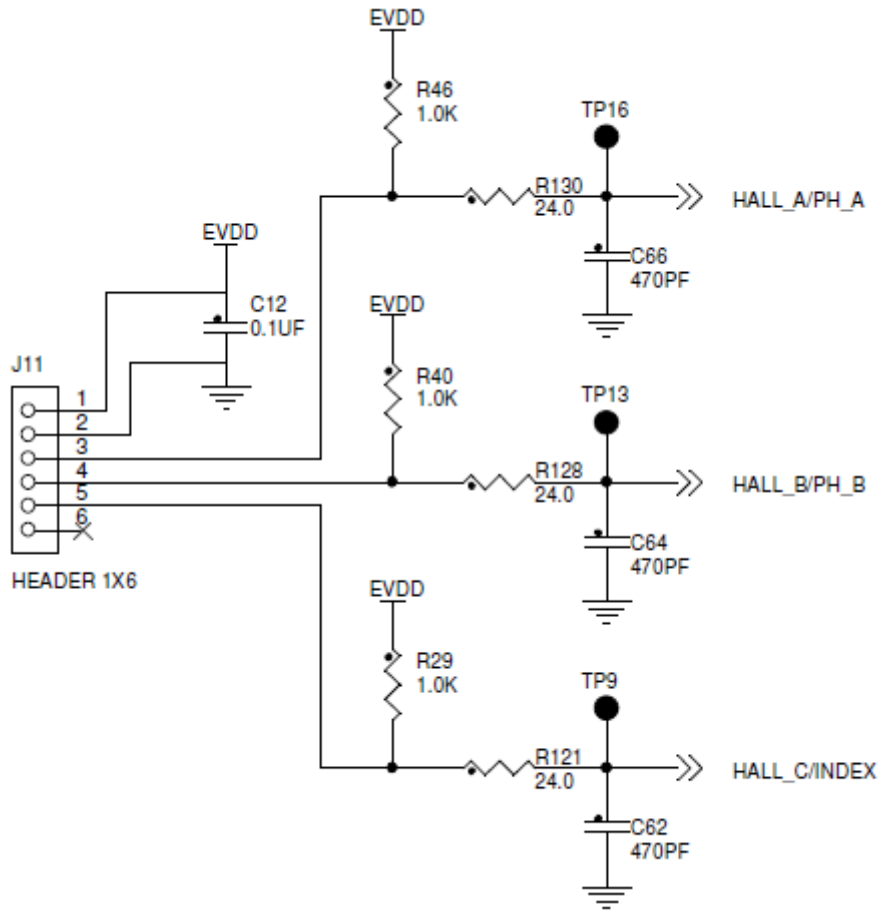 EVDD
R46
1.0K
TP16
R130
24.0
HALL_A/PH_A
C66
470PF
EVDD
C12
0.1UF
EVDD
R40
1.0K
TP13
R128
24.0
HALL_B/PH_B
C64
470PF
J11
1
2
3
4
5
6
HEADER 1X6
EVDD
R29
1.0K
TP9
R121
24.0
HALL_C/INDEX
C62
470PF